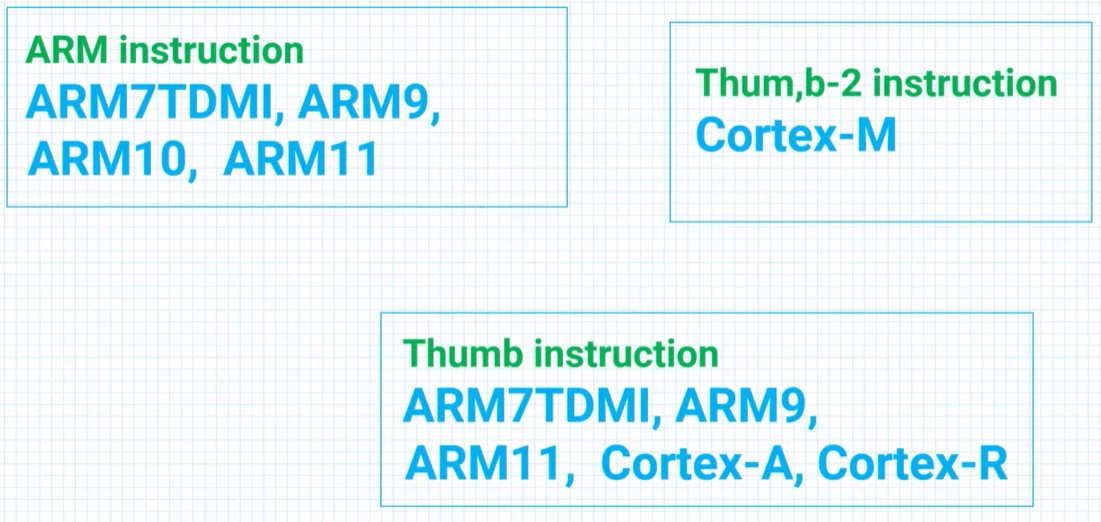 ARM instruction
ARM7TDMI, ARM9,
ARM10, ARM11
Thum,b-2 instruction
Cortex-M
Thumb instruction
ARM7TDMI, ARM9,
ARM11, Cortex-A, Cortex-R